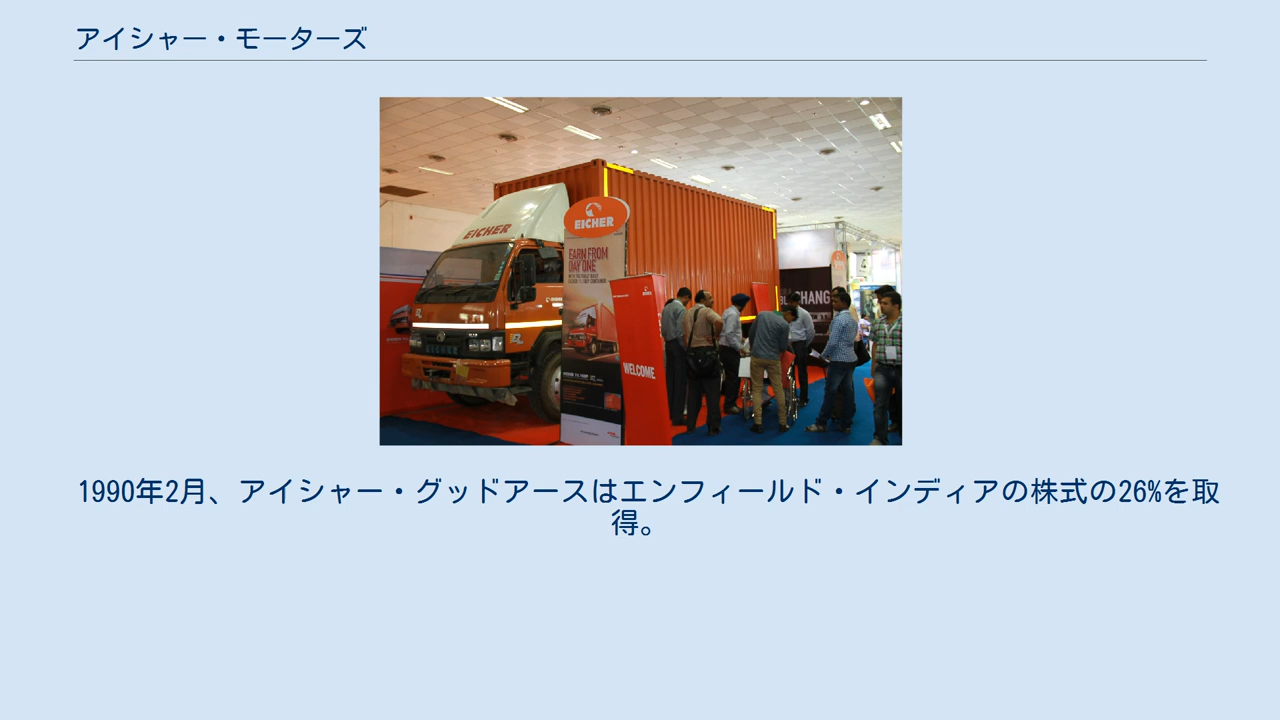 アイシャー・モーターズ
EICHER
EICHER
EARN FROM
DAY ONE
WELCOME
CHANG
1990年2月、アイシャー・グッドアースはエンフィールド・インディアの株式の26%を取
得。